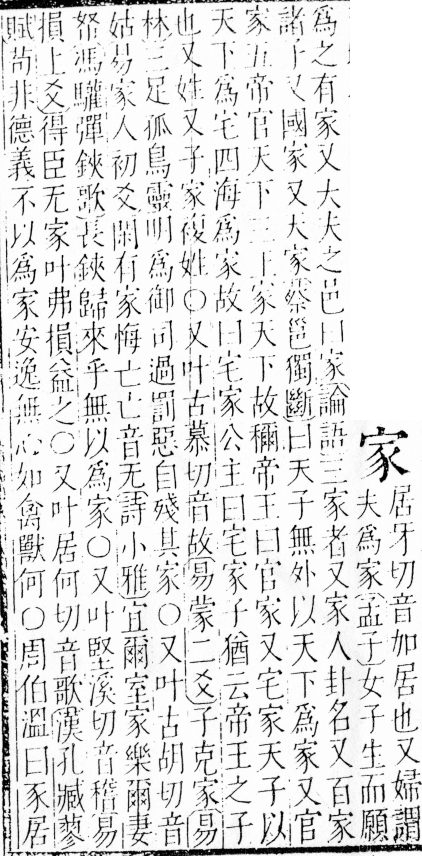 家
居牙切音加居也又婦謂
夫爲家孟子女子生而願
爲之有家又大夫之邑曰家論語三家者又家人卦名又百家
諸子又國家又大家蔡邕獨斷曰天子無外以天下爲家又官
家五帝官天下三王家天下故稱帝王曰官家又宅家天子以
天下爲宅四海爲家故曰宅家公主曰宅家子猶云帝王之子
也又姓又子家複姓○又叶古慕切音故易蒙二爻子克家易
林三足孤鳥靈明爲御司過罰惡自殘其家○又叶古胡切音
姑易家人初爻閑有家悔亡亡音无詩小雅宜爾室家樂爾妻
帑馮驩彈鋏歌長鋏歸來乎無以爲家○又叶堅溪切音稽易
損上爻得臣无家叶弗損益之○又叶居何切音歌漢孔臧蓼
賦苟非德義不以爲家安逸無心如禽獸何○周伯溫曰豕居